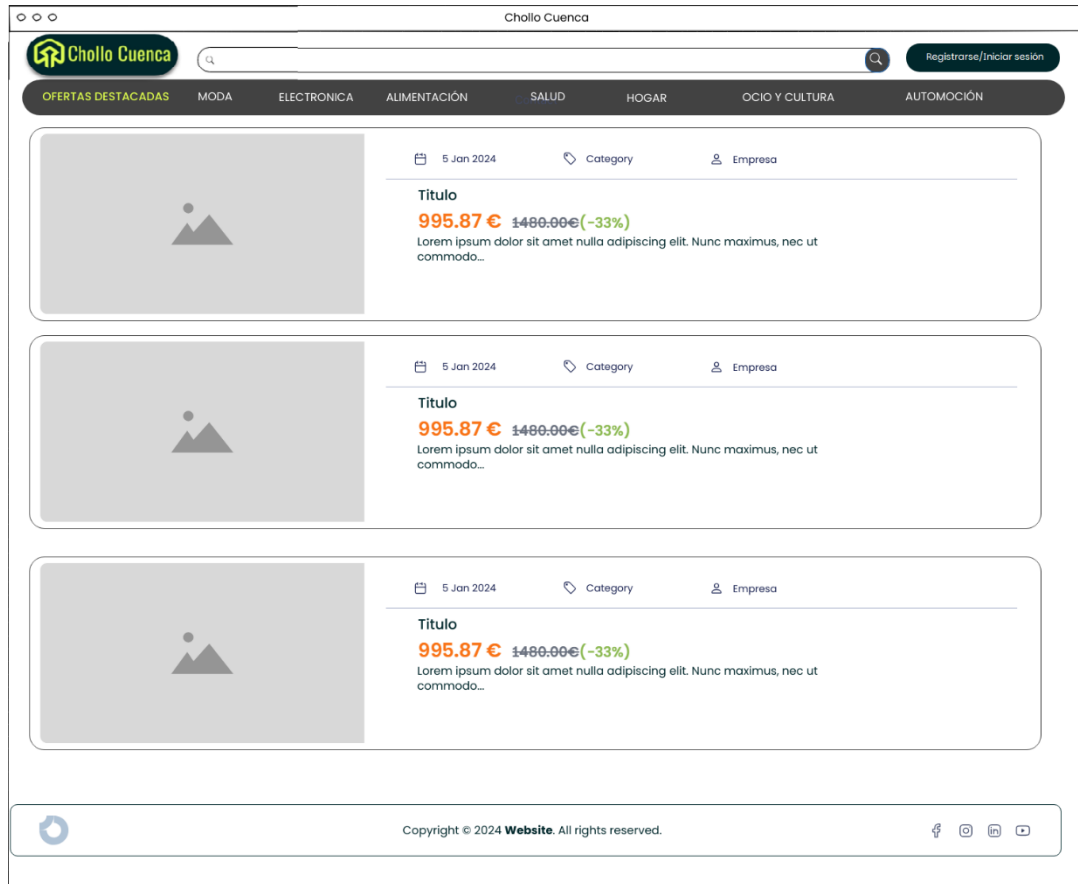 Chollo Cuenca
Chollo Cuenca
Registrarse/Iniciar sesión
OFERTAS DESTACADAS MODA ELECTRONICA ALIMENTACIÓN SALUD HOGAR OCIO Y CULTURA AUTOMOCIÓN
5 Jan 2024 Category Empresa
Titulo
995.87 € 1480.00€(-33%)
Lorem ipsum dolor sit amet nulla adipiscing elit. Nunc maximus, nec ut
commodo...
5 Jan 2024 Category Empresa
Titulo
995.87 € 1480.00€(-33%)
Lorem ipsum dolor sit amet nulla adipiscing elit. Nunc maximus, nec ut
commodo...
5 Jan 2024 Category Empresa
Titulo
995.87 € 1480.00€(-33%)
Lorem ipsum dolor sit amet nulla adipiscing elit. Nunc maximus, nec ut
commodo...
Copyright © 2024 Website. All rights reserved.